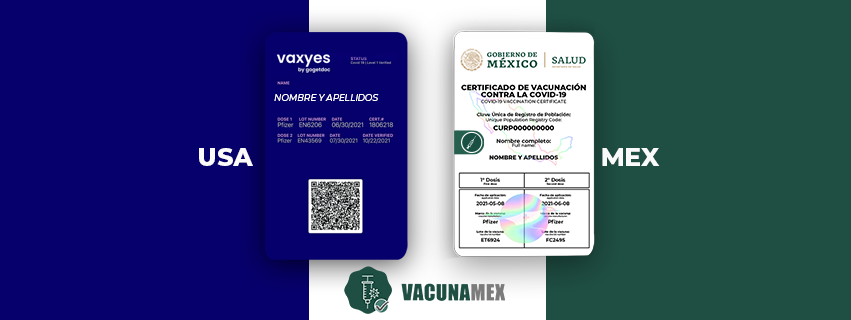 USA
vaxyes
by gogetdoc
STATUS
Covid 19 | Level 1 Verified
NAME
NOMBRE Y APELLIDOS
DOSE 1 LOT NUMBER DATE CERT.#
Pfizer EN6206 06/30/2021 1806218
DOSE 2 LOT NUMBER DATE DATE VERIFIED
Pfizer EN43569 07/30/2021 10/22/2021
GOBIERNO DE
MÉXICO
SALUD
SECRETARÍA DE SALUD
CERTIFICADO DE VACUNACIÓN
CONTRA LA COVID-19
COVID-19 VACCINATION CERTIFICATE
Clave Única de Registro de Población:
Unique Population Registry Code:
CURP000000000
Nombre completo:
Full name:
NOMBRE Y APELLIDOS
1ª Dosis 2ª Dosis
First dose Second dose
Fecha de aplicación: Fecha de aplicación:
2021-05-08 2021-06-08
Marca de la vacuna: Marca de la vacuna:
Pfizer Pfizer
Lote de la vacuna: Lote de la vacuna:
ET6924 FC2495
MEX
VACUNAMEX